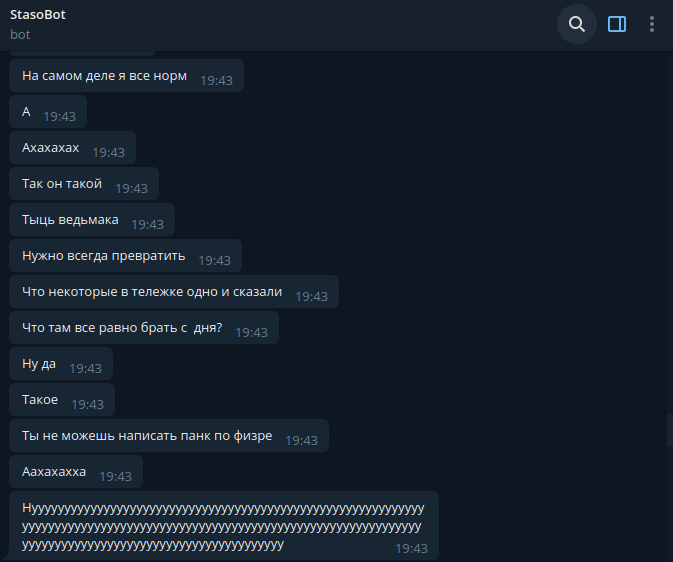 StasoBot
bot
На самом деле я все норм 19:43
А 19:43
Ахахахах 19:43
Так он такой 19:43
Тыць ведьмака 19:43
Нужно всегда превратить 19:43
Что некоторые в тележке одно и сказали 19:43
Что там все равно брать с  дня? 19:43
Ну да 19:43
Такое 19:43
Ты не можешь написать панк по физре 19:43
Аахахахха 19:43
Нууууууууууууууууууууууууууууууууууууууууууууууууууууууууууу
ууууууууууууууууууууууууууууууууууууууууууууууууууууууууууу
уууууууууууууууууууууууууууууууууууууу 19:43